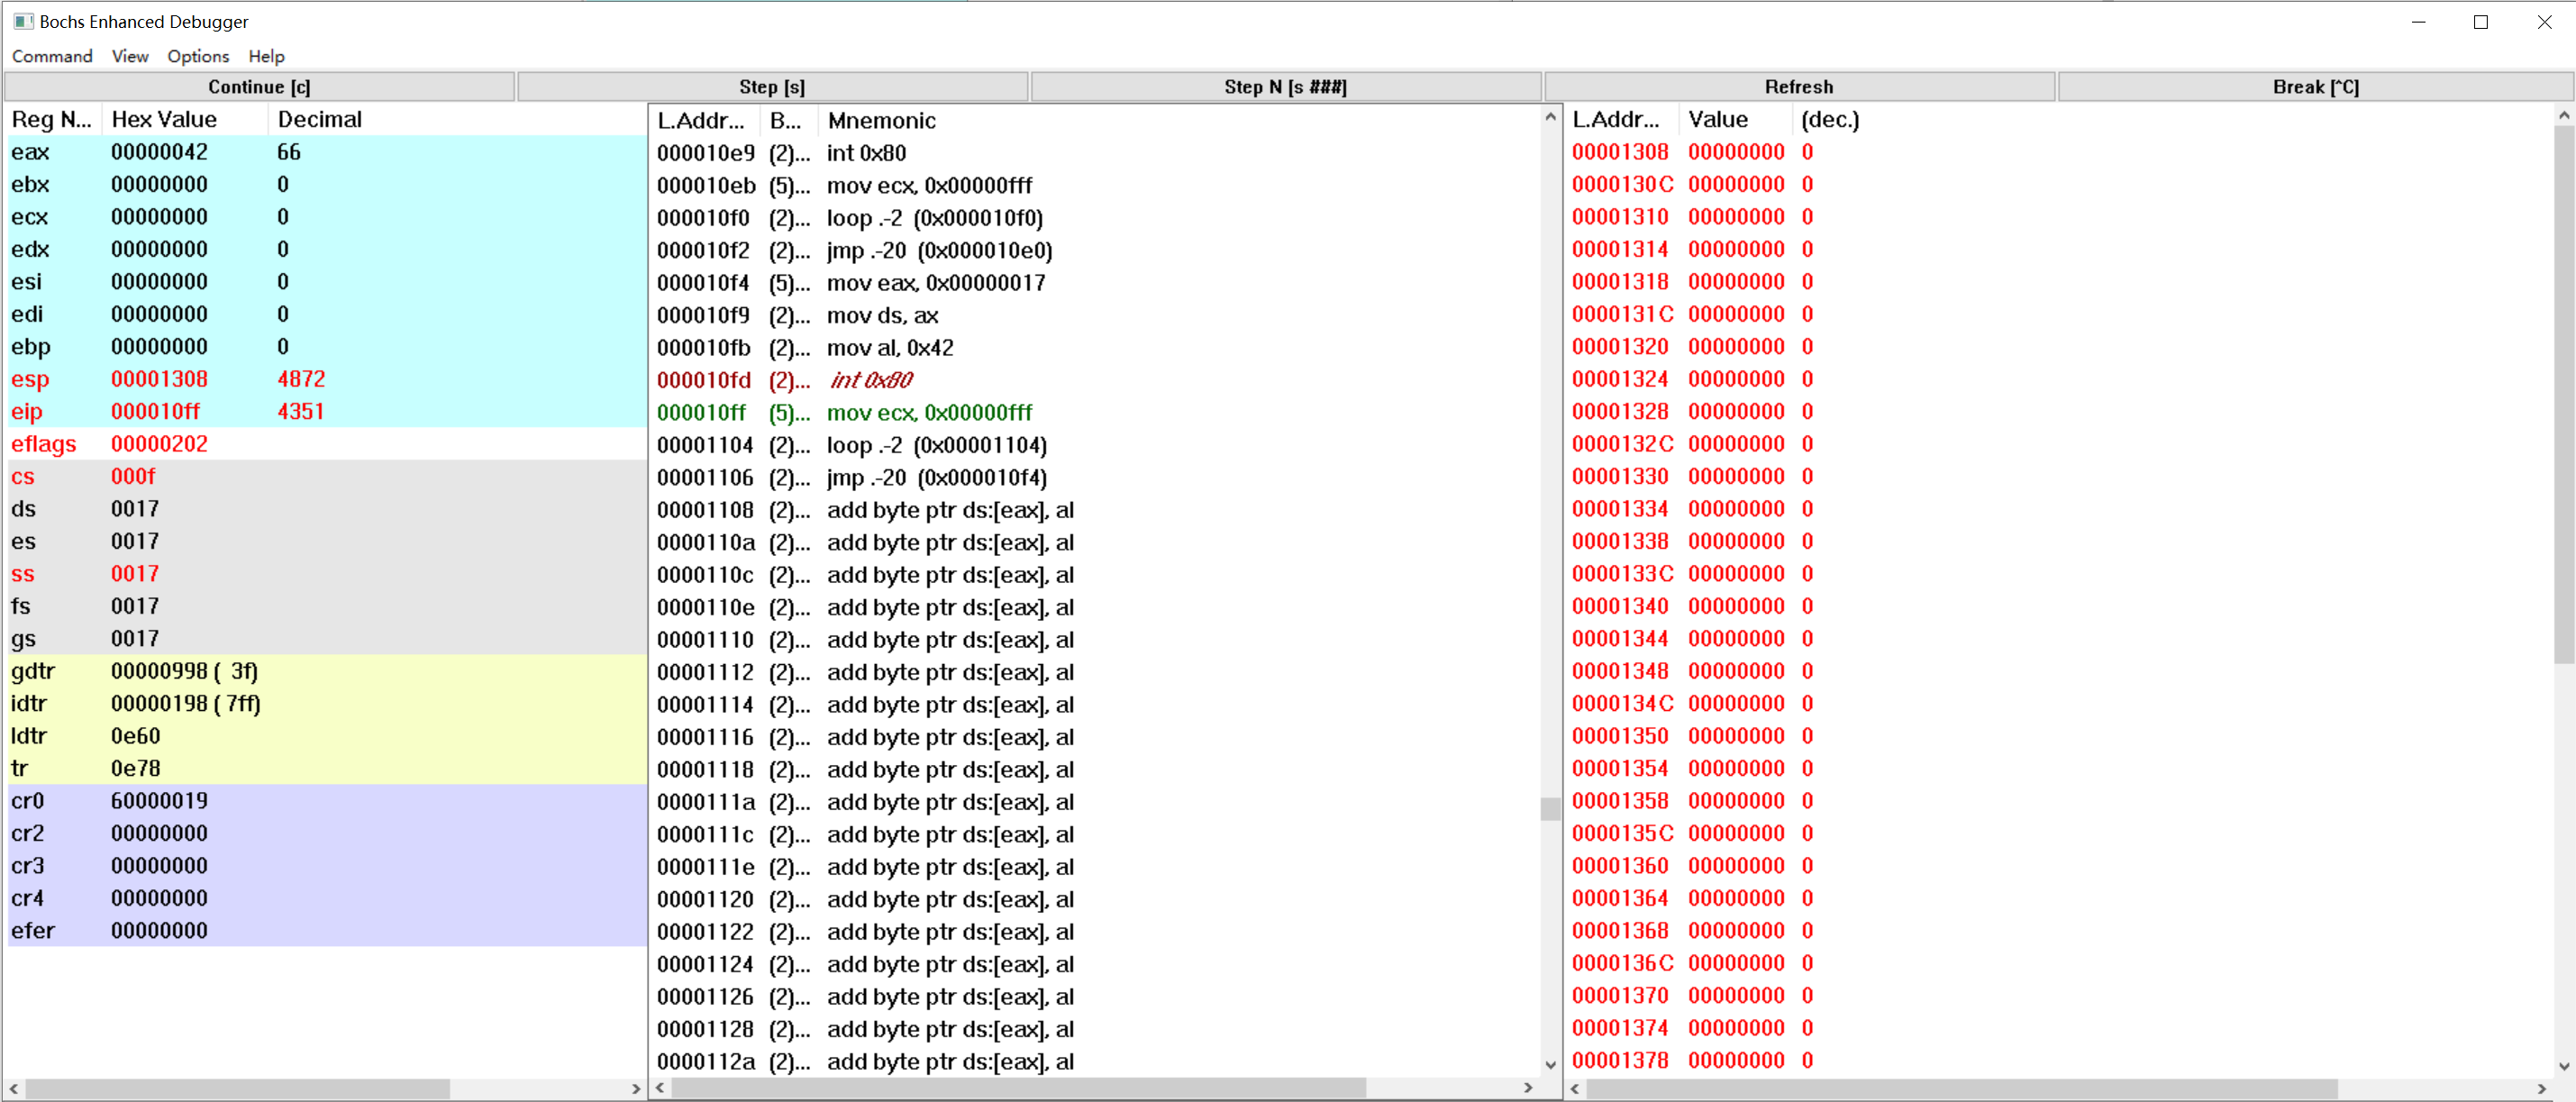 Bochs Enhanced Debugger
Command View Options Help
Continue [c] Step [s] Step N [s ###] Refresh Break [^C]
Reg N... Hex Value Decimal
eax 00000042 66
ebx 00000000 0
ecx 00000000 0
edx 00000000 0
esi 00000000 0
edi 00000000 0
ebp 00000000 0
esp 00001308 4872
eip 000010ff 4351
eflags 00000202
cs 000f
ds 0017
es 0017
ss 0017
fs 0017
gs 0017
gdtr 00000998 ( 3f)
idtr 00000198 ( 7ff)
ldtr 0e60
tr 0e78
cr0 60000019
cr2 00000000
cr3 00000000
cr4 00000000
efer 00000000
L.Addr... B... Mnemonic
000010e9 (2)... int 0x80
000010eb (5)... mov ecx, 0x00000fff
000010f0 (2)... loop .-2 (0x000010f0)
000010f2 (2)... jmp .-20 (0x000010e0)
000010f4 (5)... mov eax, 0x00000017
000010f9 (2)... mov ds, ax
000010fb (2)... mov al, 0x42
000010fd (2)... int 0x80
000010ff (5)... mov ecx, 0x00000fff
00001104 (2)... loop .-2 (0x00001104)
00001106 (2)... jmp .-20 (0x000010f4)
00001108 (2)... add byte ptr ds:[eax], al
0000110a (2)... add byte ptr ds:[eax], al
0000110c (2)... add byte ptr ds:[eax], al
0000110e (2)... add byte ptr ds:[eax], al
00001110 (2)... add byte ptr ds:[eax], al
00001112 (2)... add byte ptr ds:[eax], al
00001114 (2)... add byte ptr ds:[eax], al
00001116 (2)... add byte ptr ds:[eax], al
00001118 (2)... add byte ptr ds:[eax], al
0000111a (2)... add byte ptr ds:[eax], al
0000111c (2)... add byte ptr ds:[eax], al
0000111e (2)... add byte ptr ds:[eax], al
00001120 (2)... add byte ptr ds:[eax], al
00001122 (2)... add byte ptr ds:[eax], al
00001124 (2)... add byte ptr ds:[eax], al
00001126 (2)... add byte ptr ds:[eax], al
00001128 (2)... add byte ptr ds:[eax], al
0000112a (2)... add byte ptr ds:[eax], al
L.Addr... Value (dec.)
00001308 00000000 0
0000130C 00000000 0
00001310 00000000 0
00001314 00000000 0
00001318 00000000 0
0000131C 00000000 0
00001320 00000000 0
00001324 00000000 0
00001328 00000000 0
0000132C 00000000 0
00001330 00000000 0
00001334 00000000 0
00001338 00000000 0
0000133C 00000000 0
00001340 00000000 0
00001344 00000000 0
00001348 00000000 0
0000134C 00000000 0
00001350 00000000 0
00001354 00000000 0
00001358 00000000 0
0000135C 00000000 0
00001360 00000000 0
00001364 00000000 0
00001368 00000000 0
0000136C 00000000 0
00001370 00000000 0
00001374 00000000 0
00001378 00000000 0